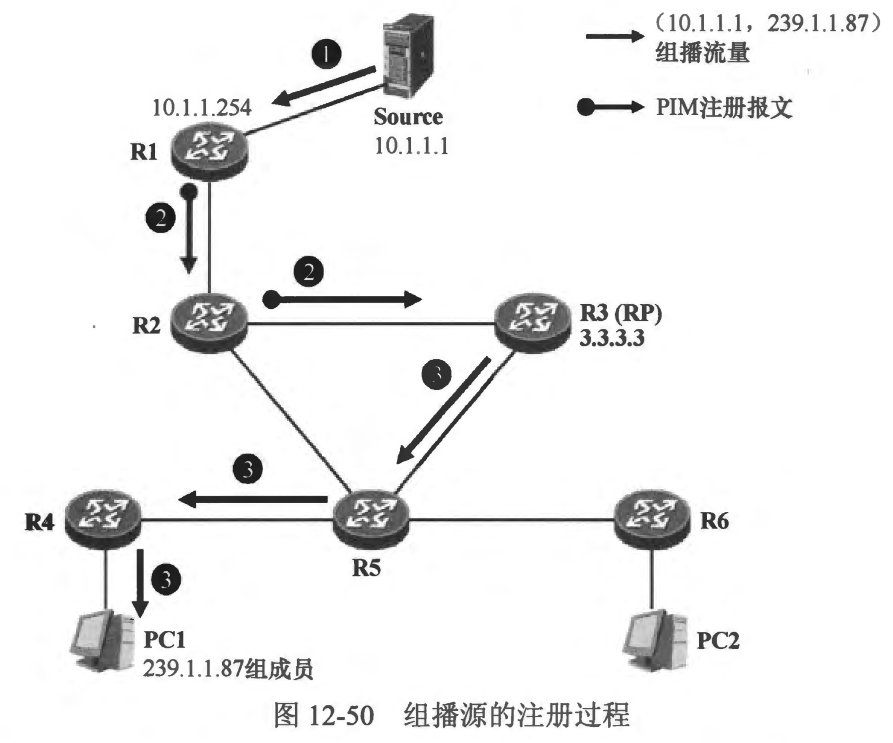 (10.1.1.1，239.1.1.87)
组播流量
PIM注册报文
1
Source
10.1.1.1
10.1.1.254
R1
2
2
R2
R3 (RP)
3.3.3.3
3
3
R4
R5
R6
3
PC1
239.1.1.87组成员
PC2
图 12-50 组播源的注册过程